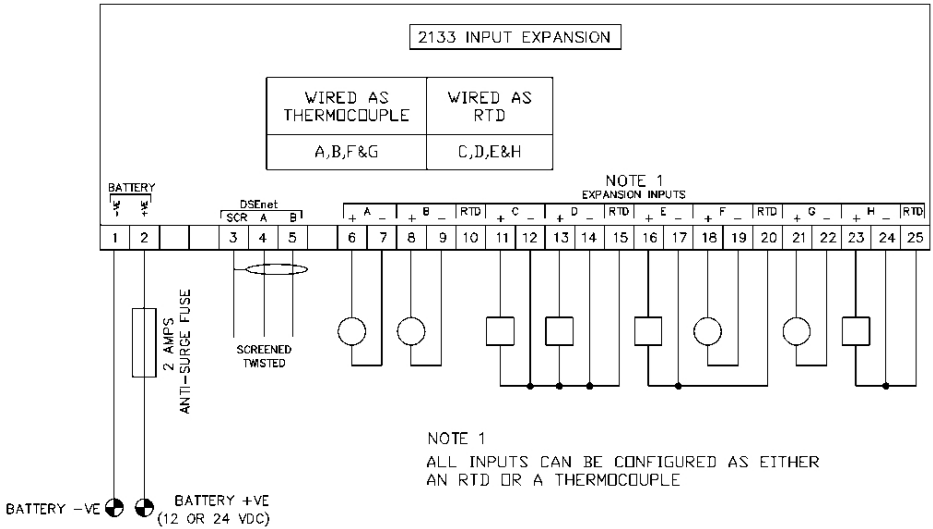 2133 INPUT EXPANSION
WIRED AS THERMOCOUPLE
WIRED AS RTD
A,B,F&G
C,D,E&H
NOTE 1
EXPANSION INPUTS
BATTERY
-VE +VE
DSEnet
SCR A B
+ A - + B - RTD + C - + D - RTD + E - + F - RTD + G - + H - RTD
1 2 3 4 5 6 7 8 9 10 11 12 13 14 15 16 17 18 19 20 21 22 23 24 25
2 AMPS
ANTI-SURGE FUSE
SCREENED
TWISTED
NOTE 1
ALL INPUTS CAN BE CONFIGURED AS EITHER
AN RTD OR A THERMOCOUPLE
BATTERY -VE
BATTERY +VE
(12 OR 24 VDC)